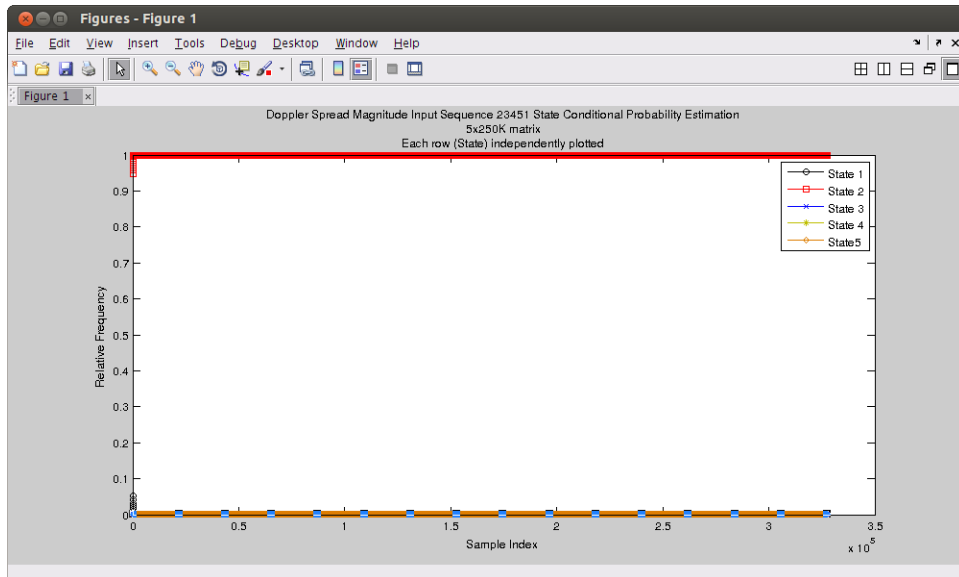 Figures - Figure 1
File Edit View Insert Tools Debug Desktop Window Help
Figure 1
Doppler Spread Magnitude Input Sequence 23451 State Conditional Probability Estimation
5x250K matrix
Each row (State) independently plotted
1
0.9
0.8
0.7
0.6
0.5
0.4
0.3
0.2
0.1
0
Relative Frequency
State 1
State 2
State 3
State 4
State5
0 0.5 1 1.5 2 2.5 3 3.5
Sample Index
x 10^5